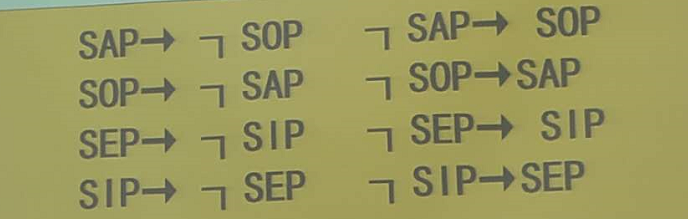 SAP→ ¬ SOP ¬ SAP→ SOP
SOP→ ¬ SAP ¬ SOP→SAP
SEP→ ¬ SIP ¬ SEP→ SIP
SIP→ ¬ SEP ¬ SIP→SEP